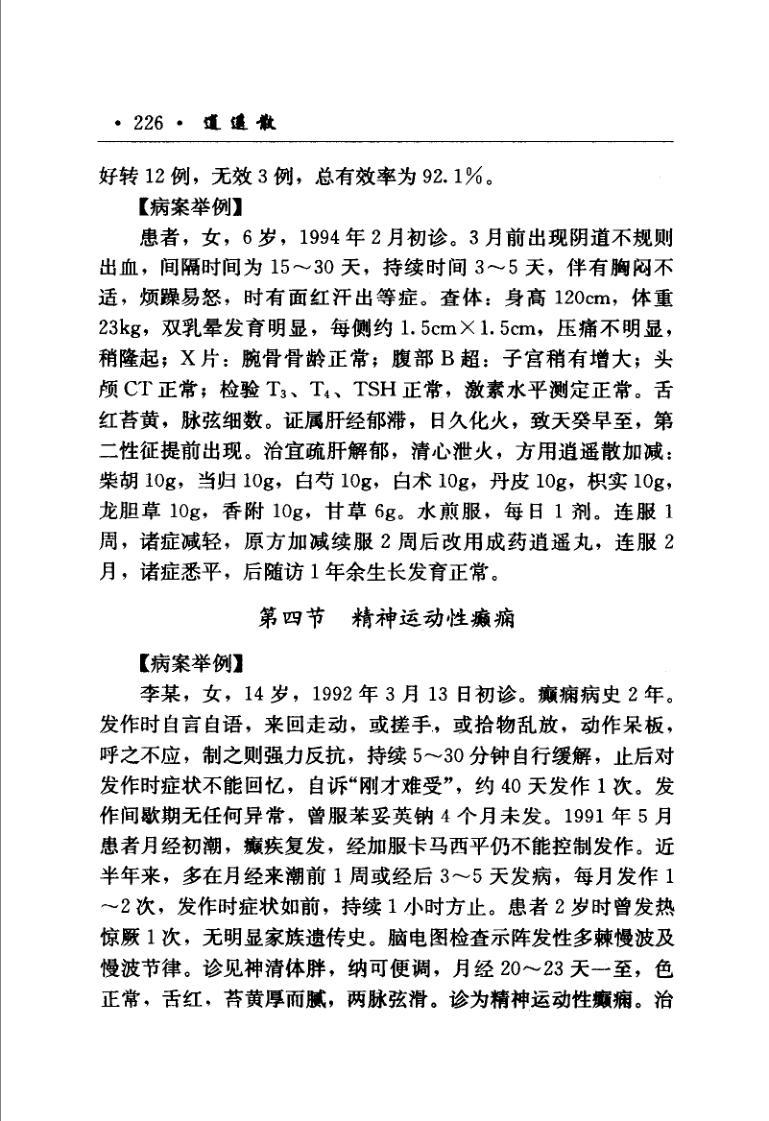 · 226 · 逍遥散
好转 12 例，无效 3 例，总有效率为 92.1%。
【病案举例】
患者，女，6 岁，1994 年 2 月初诊。3 月前出现阴道不规则
出血，间隔时间为 15～30 天，持续时间 3～5 天，伴有胸闷不
适，烦躁易怒，时有面红汗出等症。查体：身高 120cm，体重
23kg，双乳晕发育明显，每侧约 1.5cm×1.5cm，压痛不明显，
稍隆起；X 片：腕骨骨龄正常；腹部 B 超：子宫稍有增大；头
颅 CT 正常；检验 T₃、T₄、TSH 正常，激素水平测定正常。舌
红苔黄，脉弦细数。证属肝经郁滞，日久化火，致天癸早至，第
二性征提前出现。治宜疏肝解郁，清心泄火，方用逍遥散加减：
柴胡 10g，当归 10g，白芍 10g，白术 10g，丹皮 10g，枳实 10g，
龙胆草 10g，香附 10g，甘草 6g。水煎服，每日 1 剂。连服 1
周，诸症减轻，原方加减续服 2 周后改用成药逍遥丸，连服 2
月，诸症悉平，后随访 1 年余生长发育正常。
第四节 精神运动性癫痫
【病案举例】
李某，女，14 岁，1992 年 3 月 13 日初诊。癫痫病史 2 年。
发作时自言自语，来回走动，或搓手，或拾物乱放，动作呆板，
呼之不应，制之则强力反抗，持续 5～30 分钟自行缓解，止后对
发作时症状不能回忆，自诉“刚才难受”，约 40 天发作 1 次。发
作间歇期无任何异常，曾服苯妥英钠 4 个月未发。1991 年 5 月
患者月经初潮，癫疾复发，经加服卡马西平仍不能控制发作。近
半年来，多在月经来潮前 1 周或经后 3～5 天发病，每月发作 1
～2 次，发作时症状如前，持续 1 小时方止。患者 2 岁时曾发热
惊厥 1 次，无明显家族遗传史。脑电图检查示阵发性多棘慢波及
慢波节律。诊见神清体胖，纳可便调，月经 20～23 天一至，色
正常，舌红，苔黄厚而腻，两脉弦滑。诊为精神运动性癫痫。治